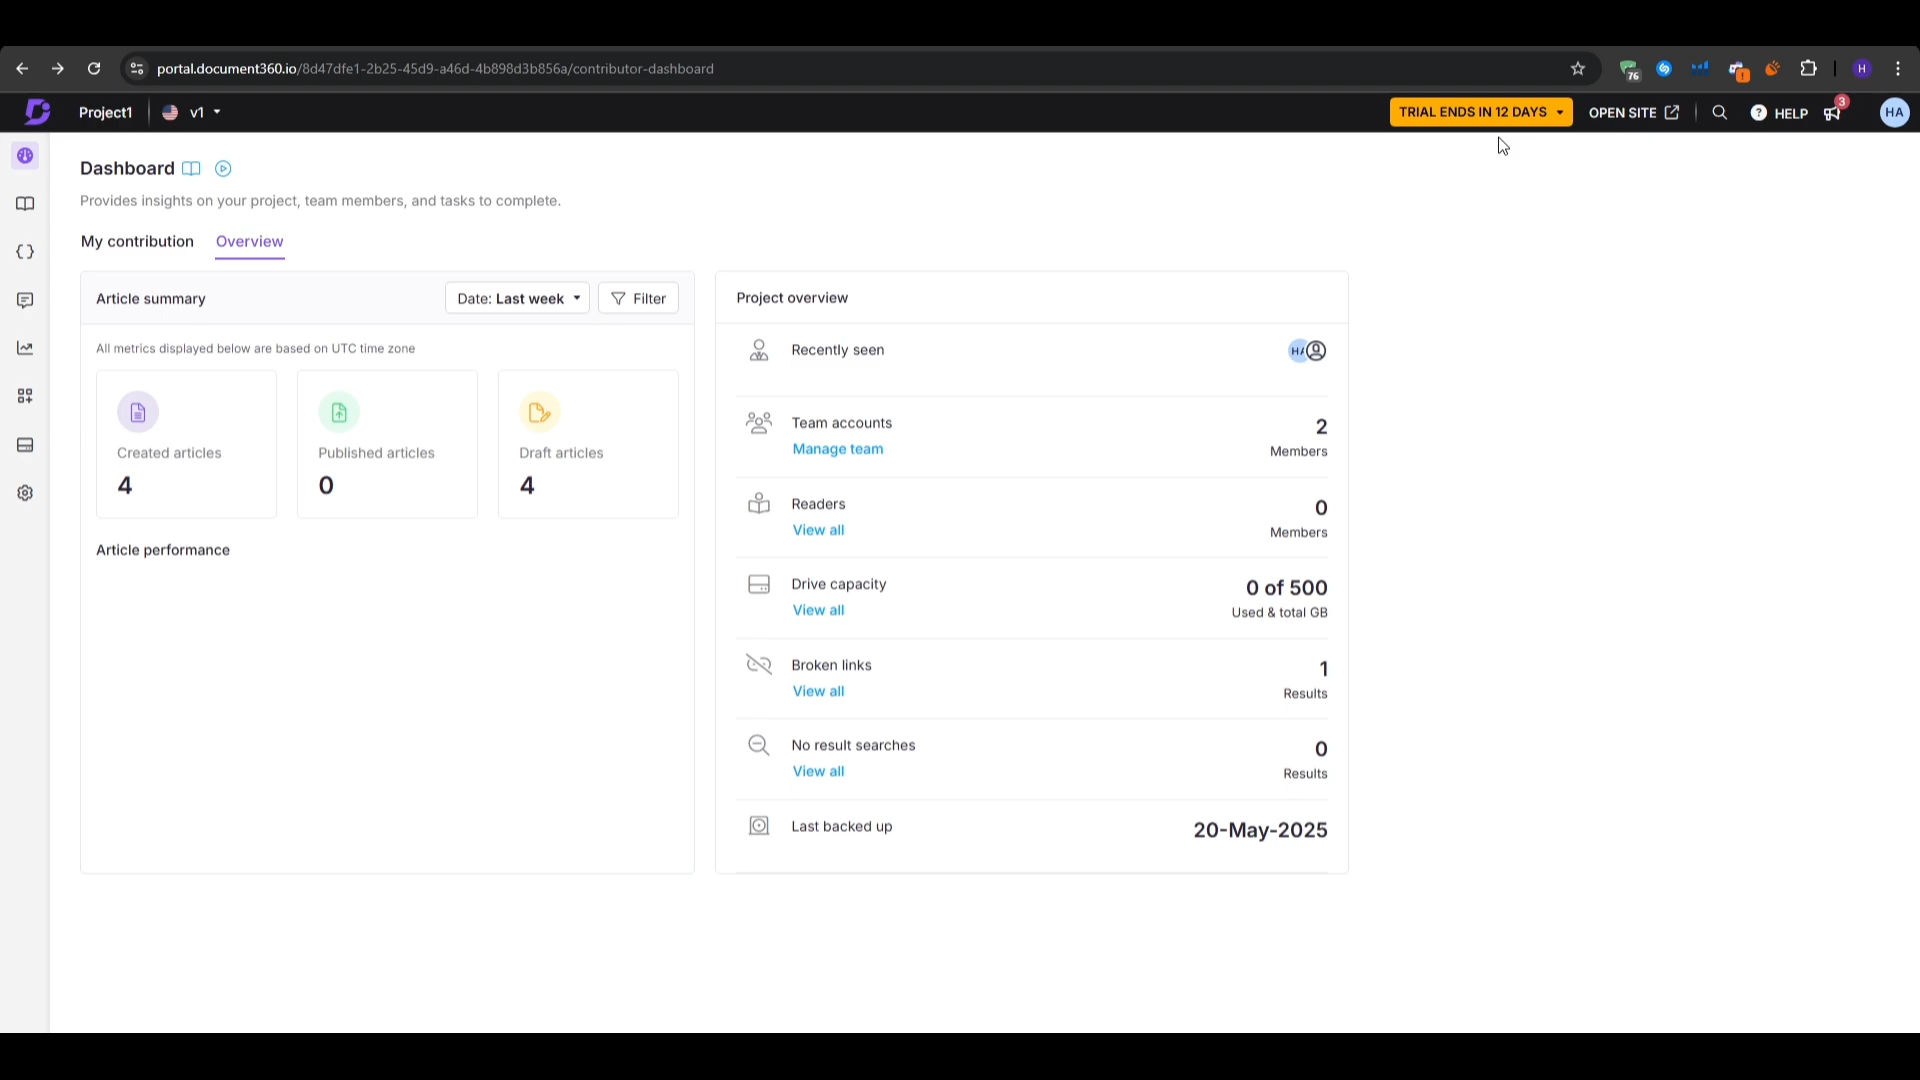 portal.document360.io/8d47dfe1-2b25-45d9-a46d-4b898d3b856a/contributor-dashboard
76
!
H
Project1
v1
TRIAL ENDS IN 12 DAYS
OPEN SITE
? HELP
3
HA
Dashboard
Provides insights on your project, team members, and tasks to complete.
My contribution
Overview
Article summary
Date: Last week
Filter
All metrics displayed below are based on UTC time zone
Created articles
4
Published articles
0
Draft articles
4
Article performance
Project overview
Recently seen
HA
Team accounts
Manage team
2
Members
Readers
View all
0
Members
Drive capacity
View all
0 of 500
Used & total GB
Broken links
View all
1
Results
No result searches
View all
0
Results
Last backed up
20-May-2025